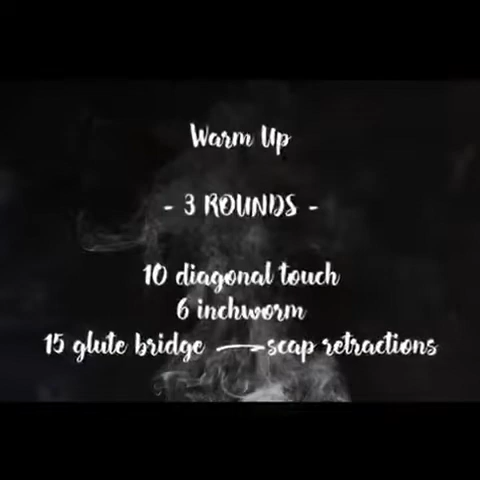 Warm Up
- 3 ROUNDS -
10 diagonal touch
6 inchworm
15 glute bridge — scap retractions